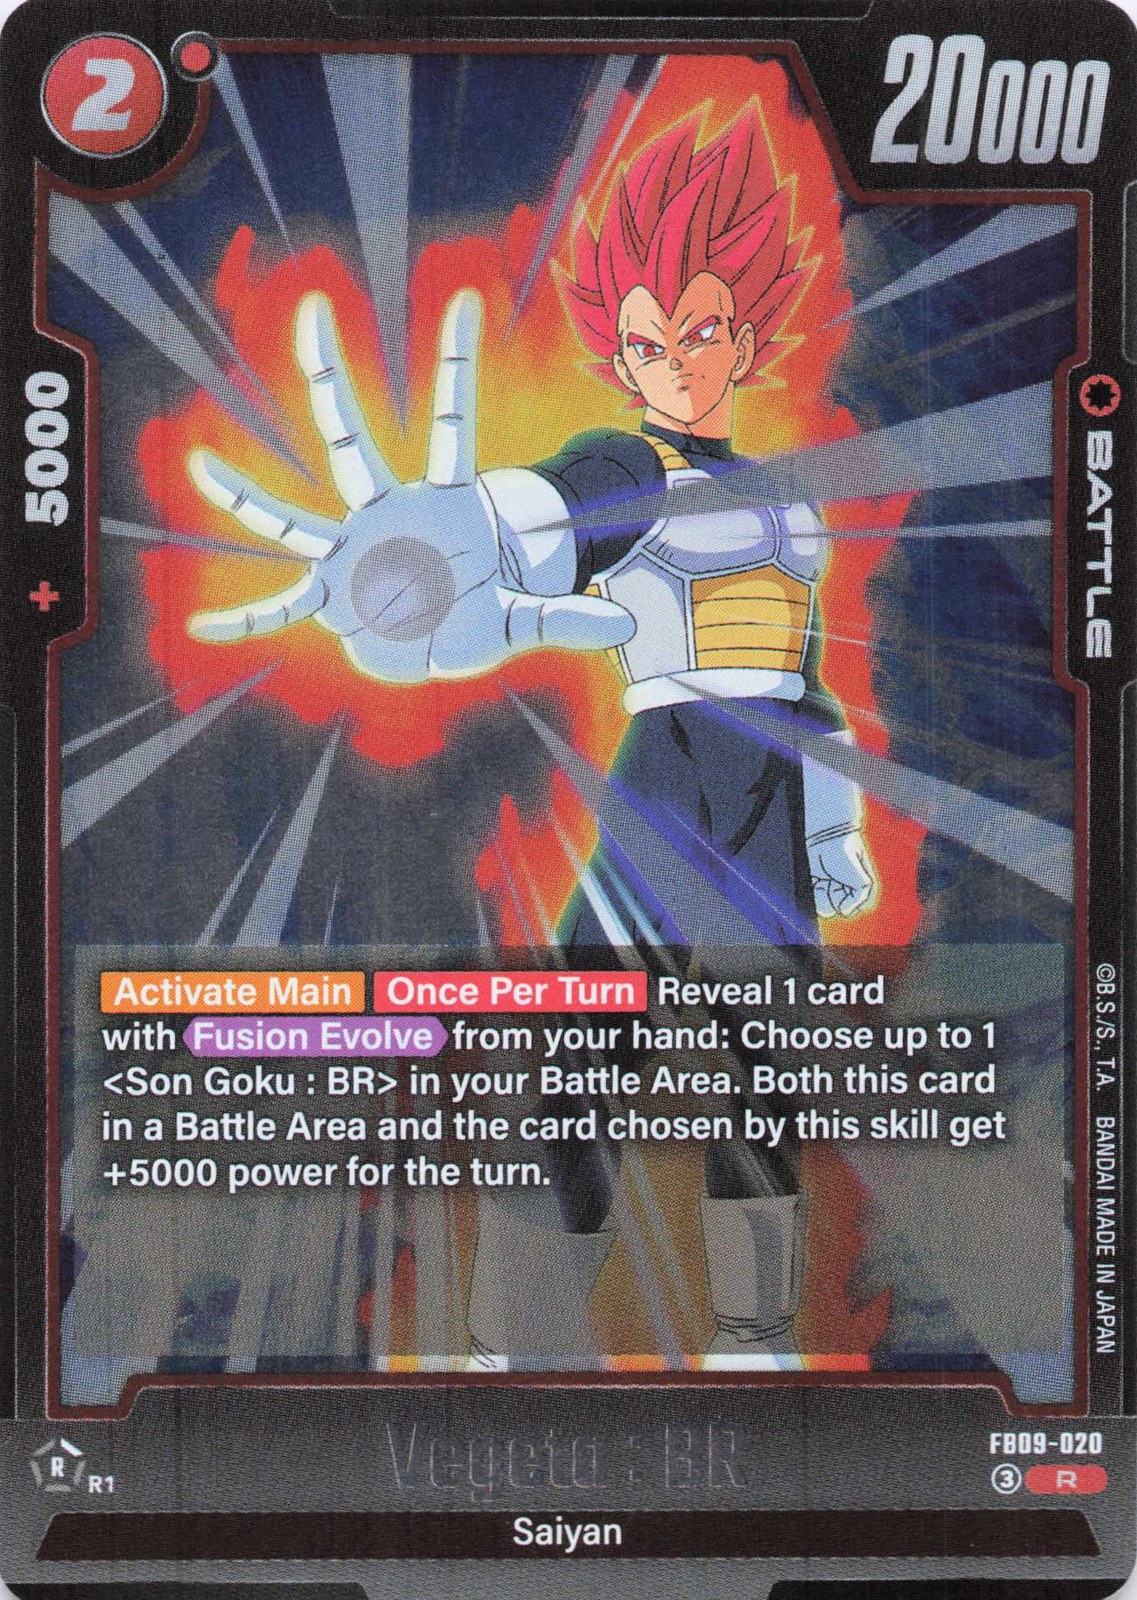 2
20000
+ 5000
BATTLE
Activate Main Once Per Turn Reveal 1 card
with Fusion Evolve from your hand: Choose up to 1
<Son Goku : BR> in your Battle Area. Both this card
in a Battle Area and the card chosen by this skill get
+5000 power for the turn.
©B.S./S., T.A. BANDAI MADE IN JAPAN
Vegeta : BR
FB09-020
R
R1
3 R
Saiyan